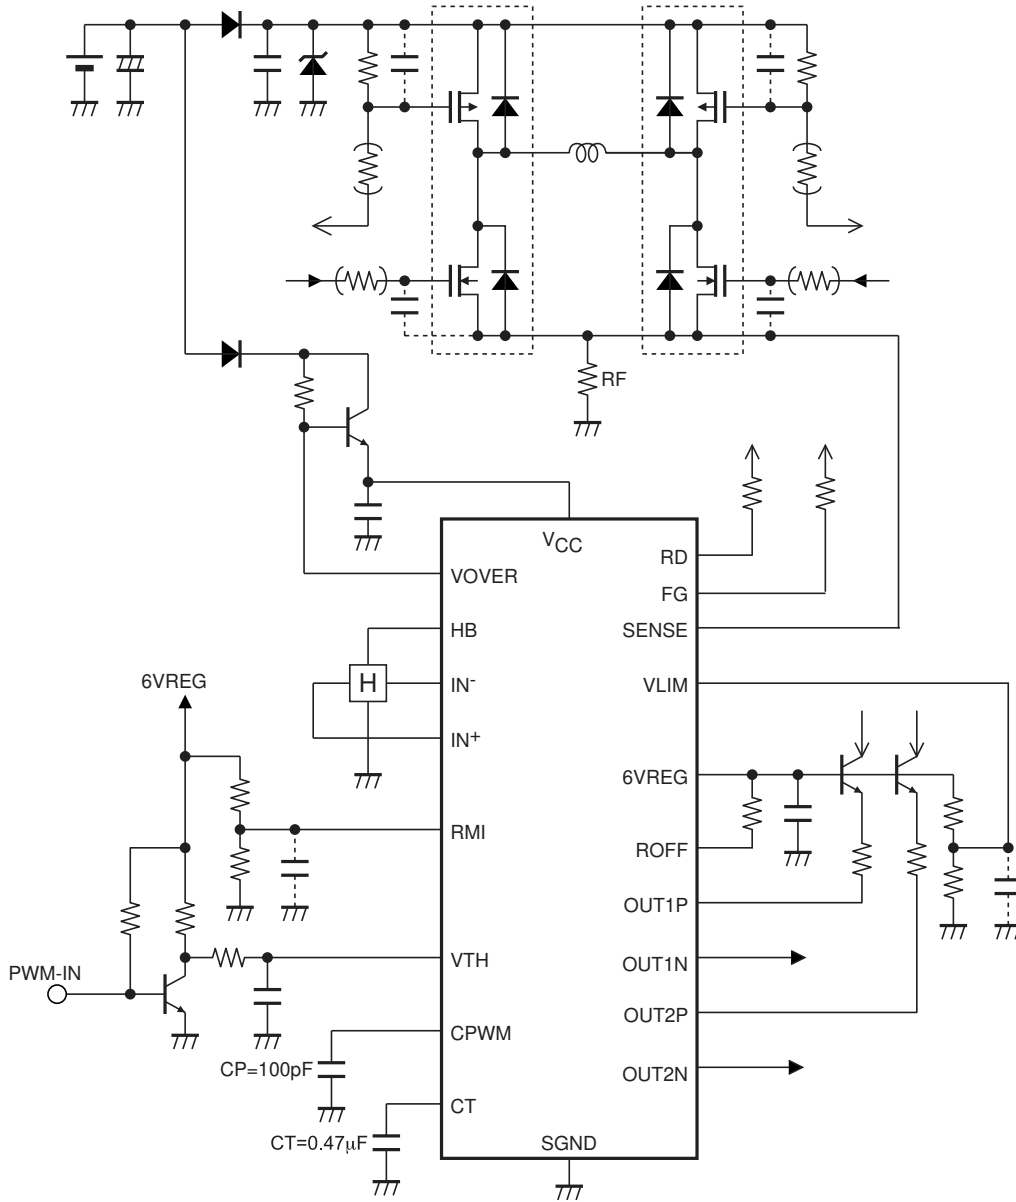 RF
VCC
RD
VOVER
FG
HB
SENSE
H
6VREG
IN-
VLIM
IN+
6VREG
RMI
ROFF
OUT1P
PWM-IN
VTH
OUT1N
OUT2P
CPWM
CP=100pF
OUT2N
CT
CT=0.47μF
SGND